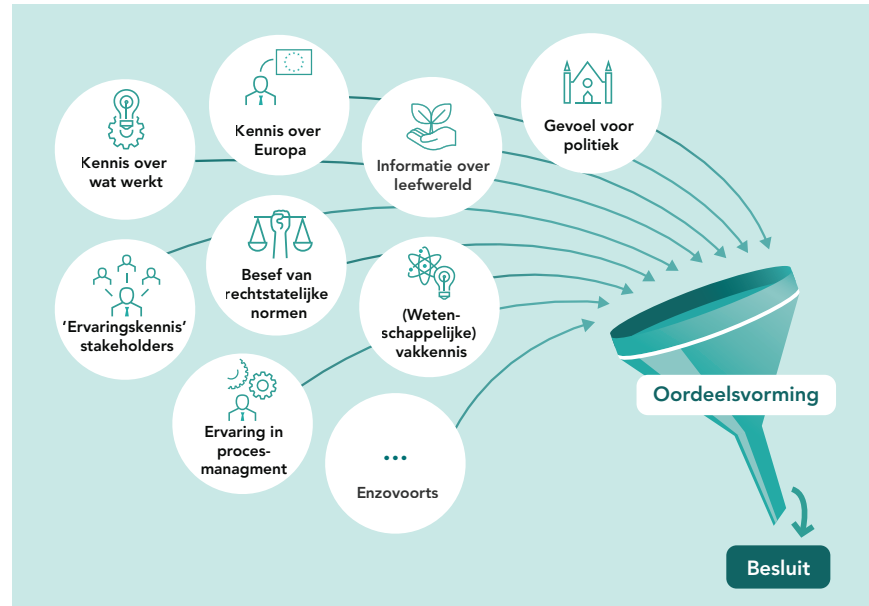 Kennis over
Europa
Gevoel voor
politiek
Kennis over
wat werkt
Informatie over
leefwereld
Besef van
rechtstatelijke
normen
'Ervaringskennis'
stakeholders
(Weten-
schappelijke)
vakkennis
Ervaring in
proces-
managment
...
Enzovoorts
Oordeelsvorming
Besluit